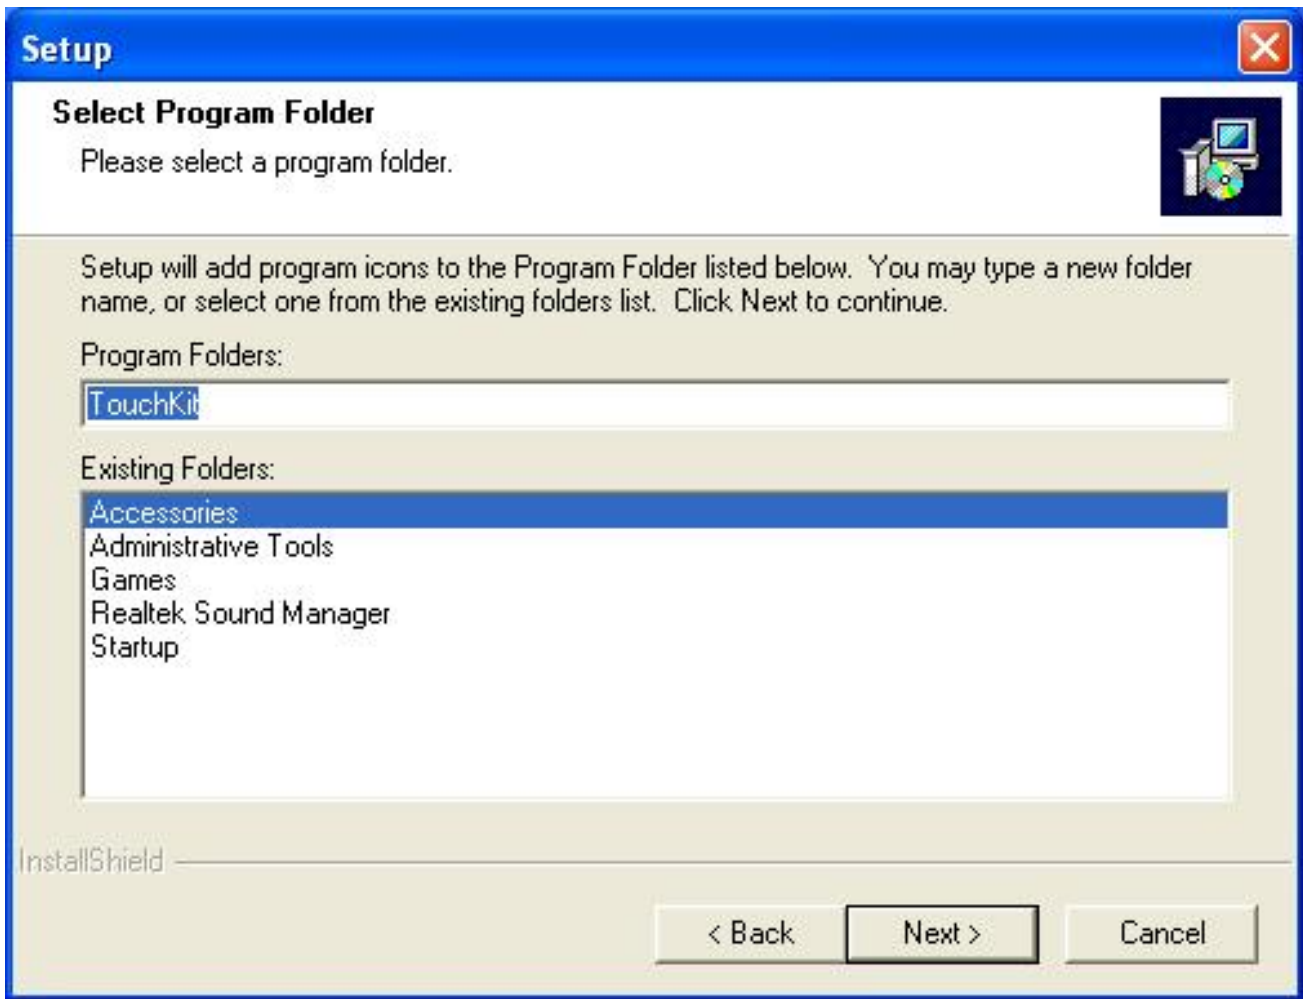 Setup
Select Program Folder
Please select a program folder.
Setup will add program icons to the Program Folder listed below.  You may type a new folder
name, or select one from the existing folders list.  Click Next to continue.
Program Folders:
TouchKit
Existing Folders:
Accessories
Administrative Tools
Games
Realtek Sound Manager
Startup
InstallShield
< Back
Next >
Cancel